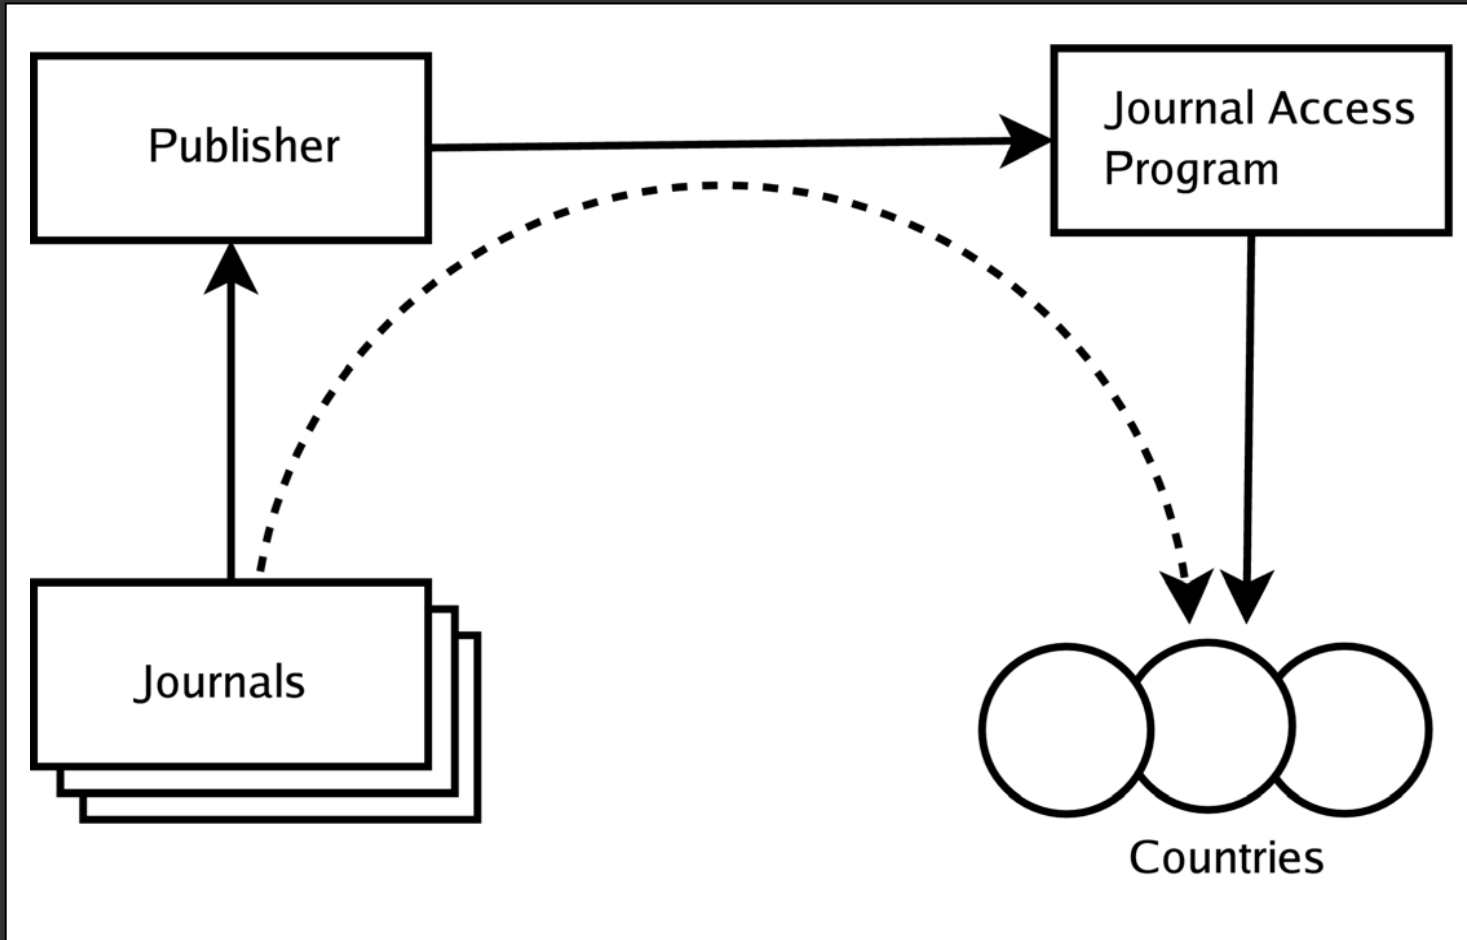 Publisher
Journal Access
Program
Journals
Countries